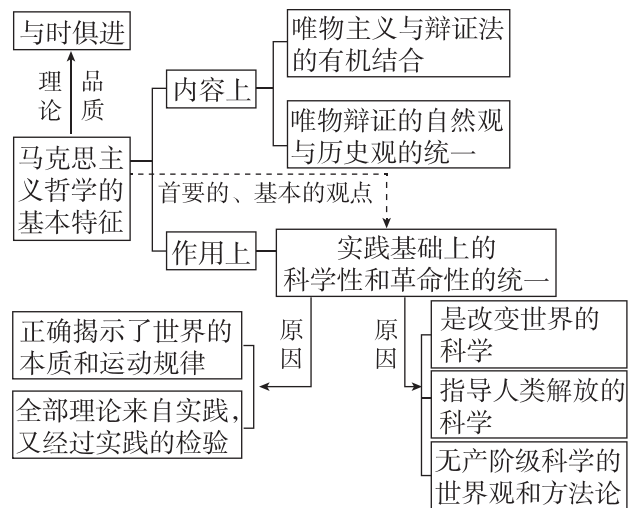 与时俱进
理论
品质
马克思主
义哲学的
基本特征
内容上
唯物主义与辩证法
的有机结合
唯物辩证的自然观
与历史观的统一
首要的、基本的观点
作用上
实践基础上的
科学性和革命性的统一
原因
正确揭示了世界的
本质和运动规律
全部理论来自实践,
又经过实践的检验
原因
是改变世界的
科学
指导人类解放的
科学
无产阶级科学的
世界观和方法论